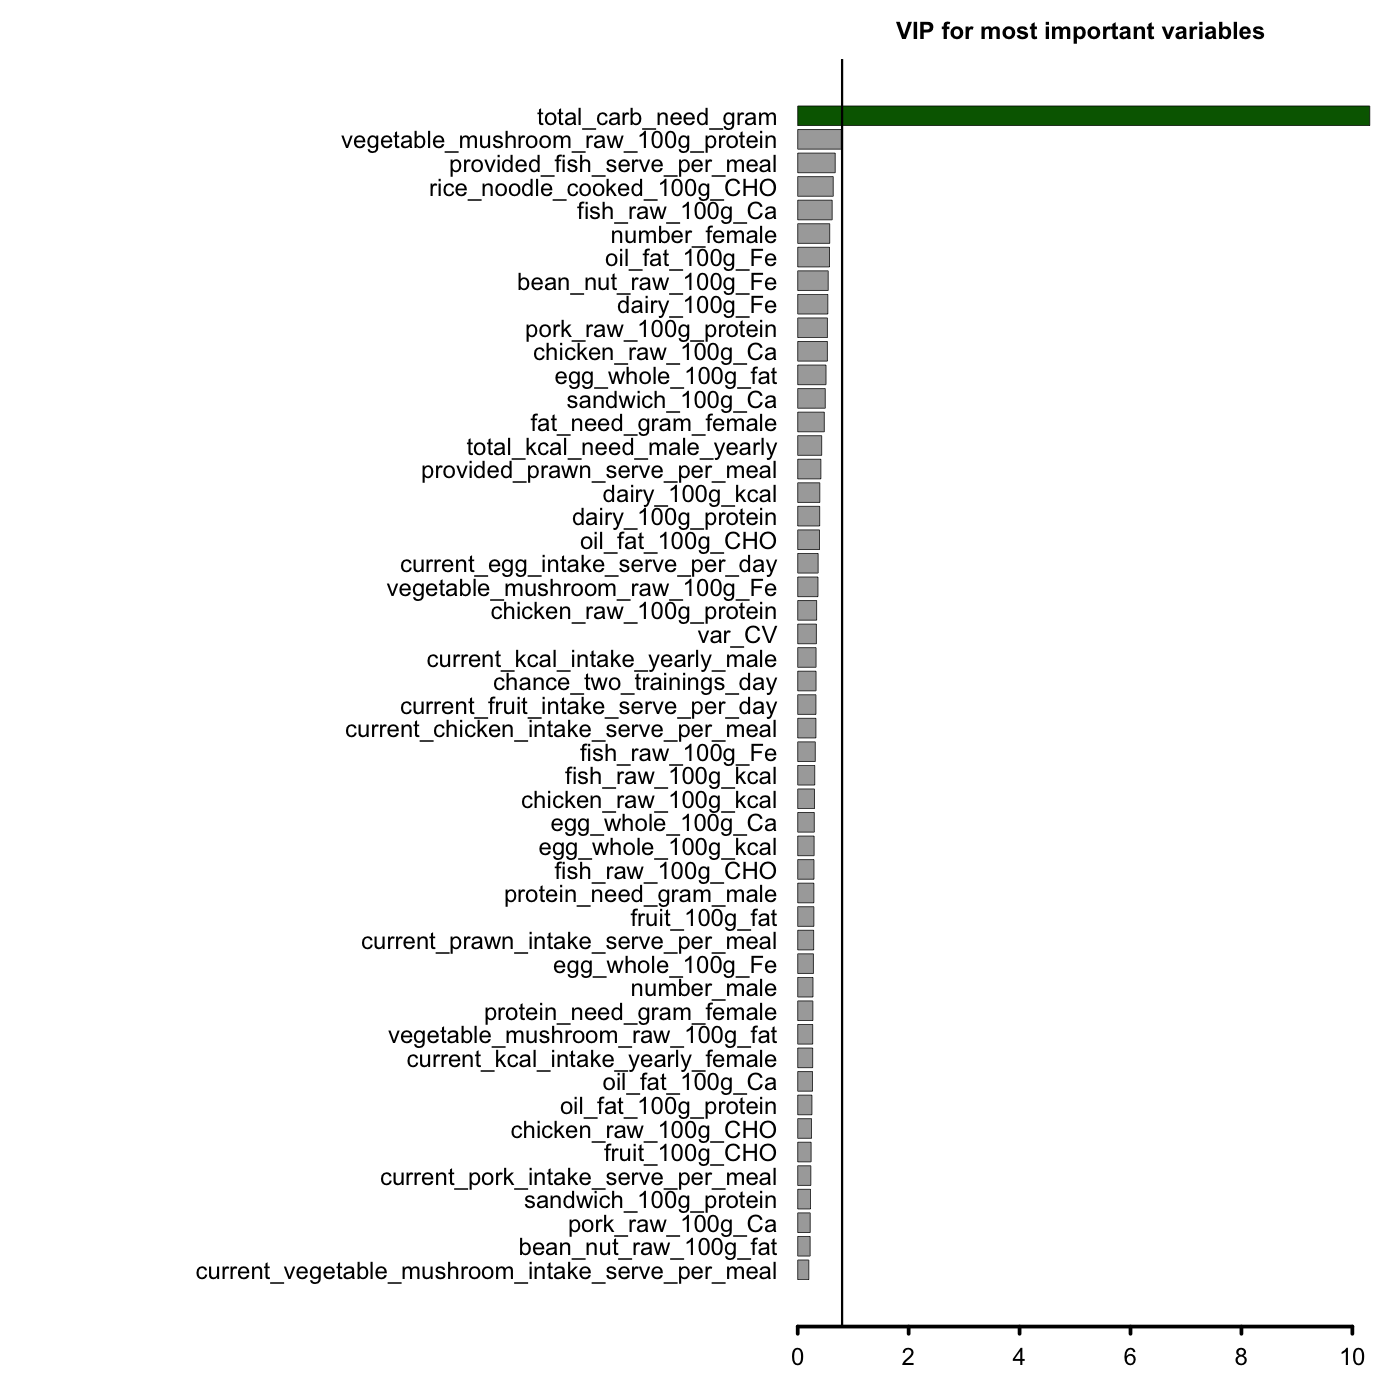 VIP for most important variables
total_carb_need_gram
vegetable_mushroom_raw_100g_protein
provided_fish_serve_per_meal
rice_noodle_cooked_100g_CHO
fish_raw_100g_Ca
number_female
oil_fat_100g_Fe
bean_nut_raw_100g_Fe
dairy_100g_Fe
pork_raw_100g_protein
chicken_raw_100g_Ca
egg_whole_100g_fat
sandwich_100g_Ca
fat_need_gram_female
total_kcal_need_male_yearly
provided_prawn_serve_per_meal
dairy_100g_kcal
dairy_100g_protein
oil_fat_100g_CHO
current_egg_intake_serve_per_day
vegetable_mushroom_raw_100g_Fe
chicken_raw_100g_protein
var_CV
current_kcal_intake_yearly_male
chance_two_trainings_day
current_fruit_intake_serve_per_day
current_chicken_intake_serve_per_meal
fish_raw_100g_Fe
fish_raw_100g_kcal
chicken_raw_100g_kcal
egg_whole_100g_Ca
egg_whole_100g_kcal
fish_raw_100g_CHO
protein_need_gram_male
fruit_100g_fat
current_prawn_intake_serve_per_meal
egg_whole_100g_Fe
number_male
protein_need_gram_female
vegetable_mushroom_raw_100g_fat
current_kcal_intake_yearly_female
oil_fat_100g_Ca
oil_fat_100g_protein
chicken_raw_100g_CHO
fruit_100g_CHO
current_pork_intake_serve_per_meal
sandwich_100g_protein
pork_raw_100g_Ca
bean_nut_raw_100g_fat
current_vegetable_mushroom_intake_serve_per_meal
0 2 4 6 8 10